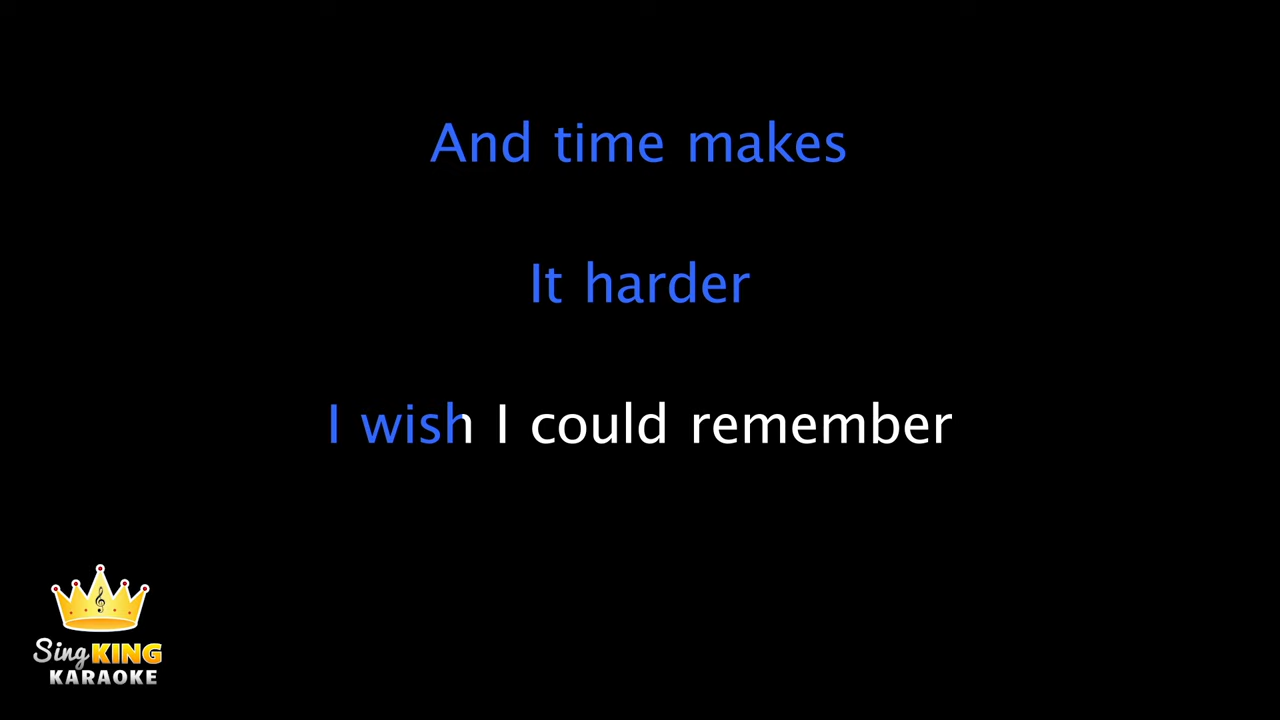 And time makes
It harder
I wish I could remember
Sing KING
KARAOKE